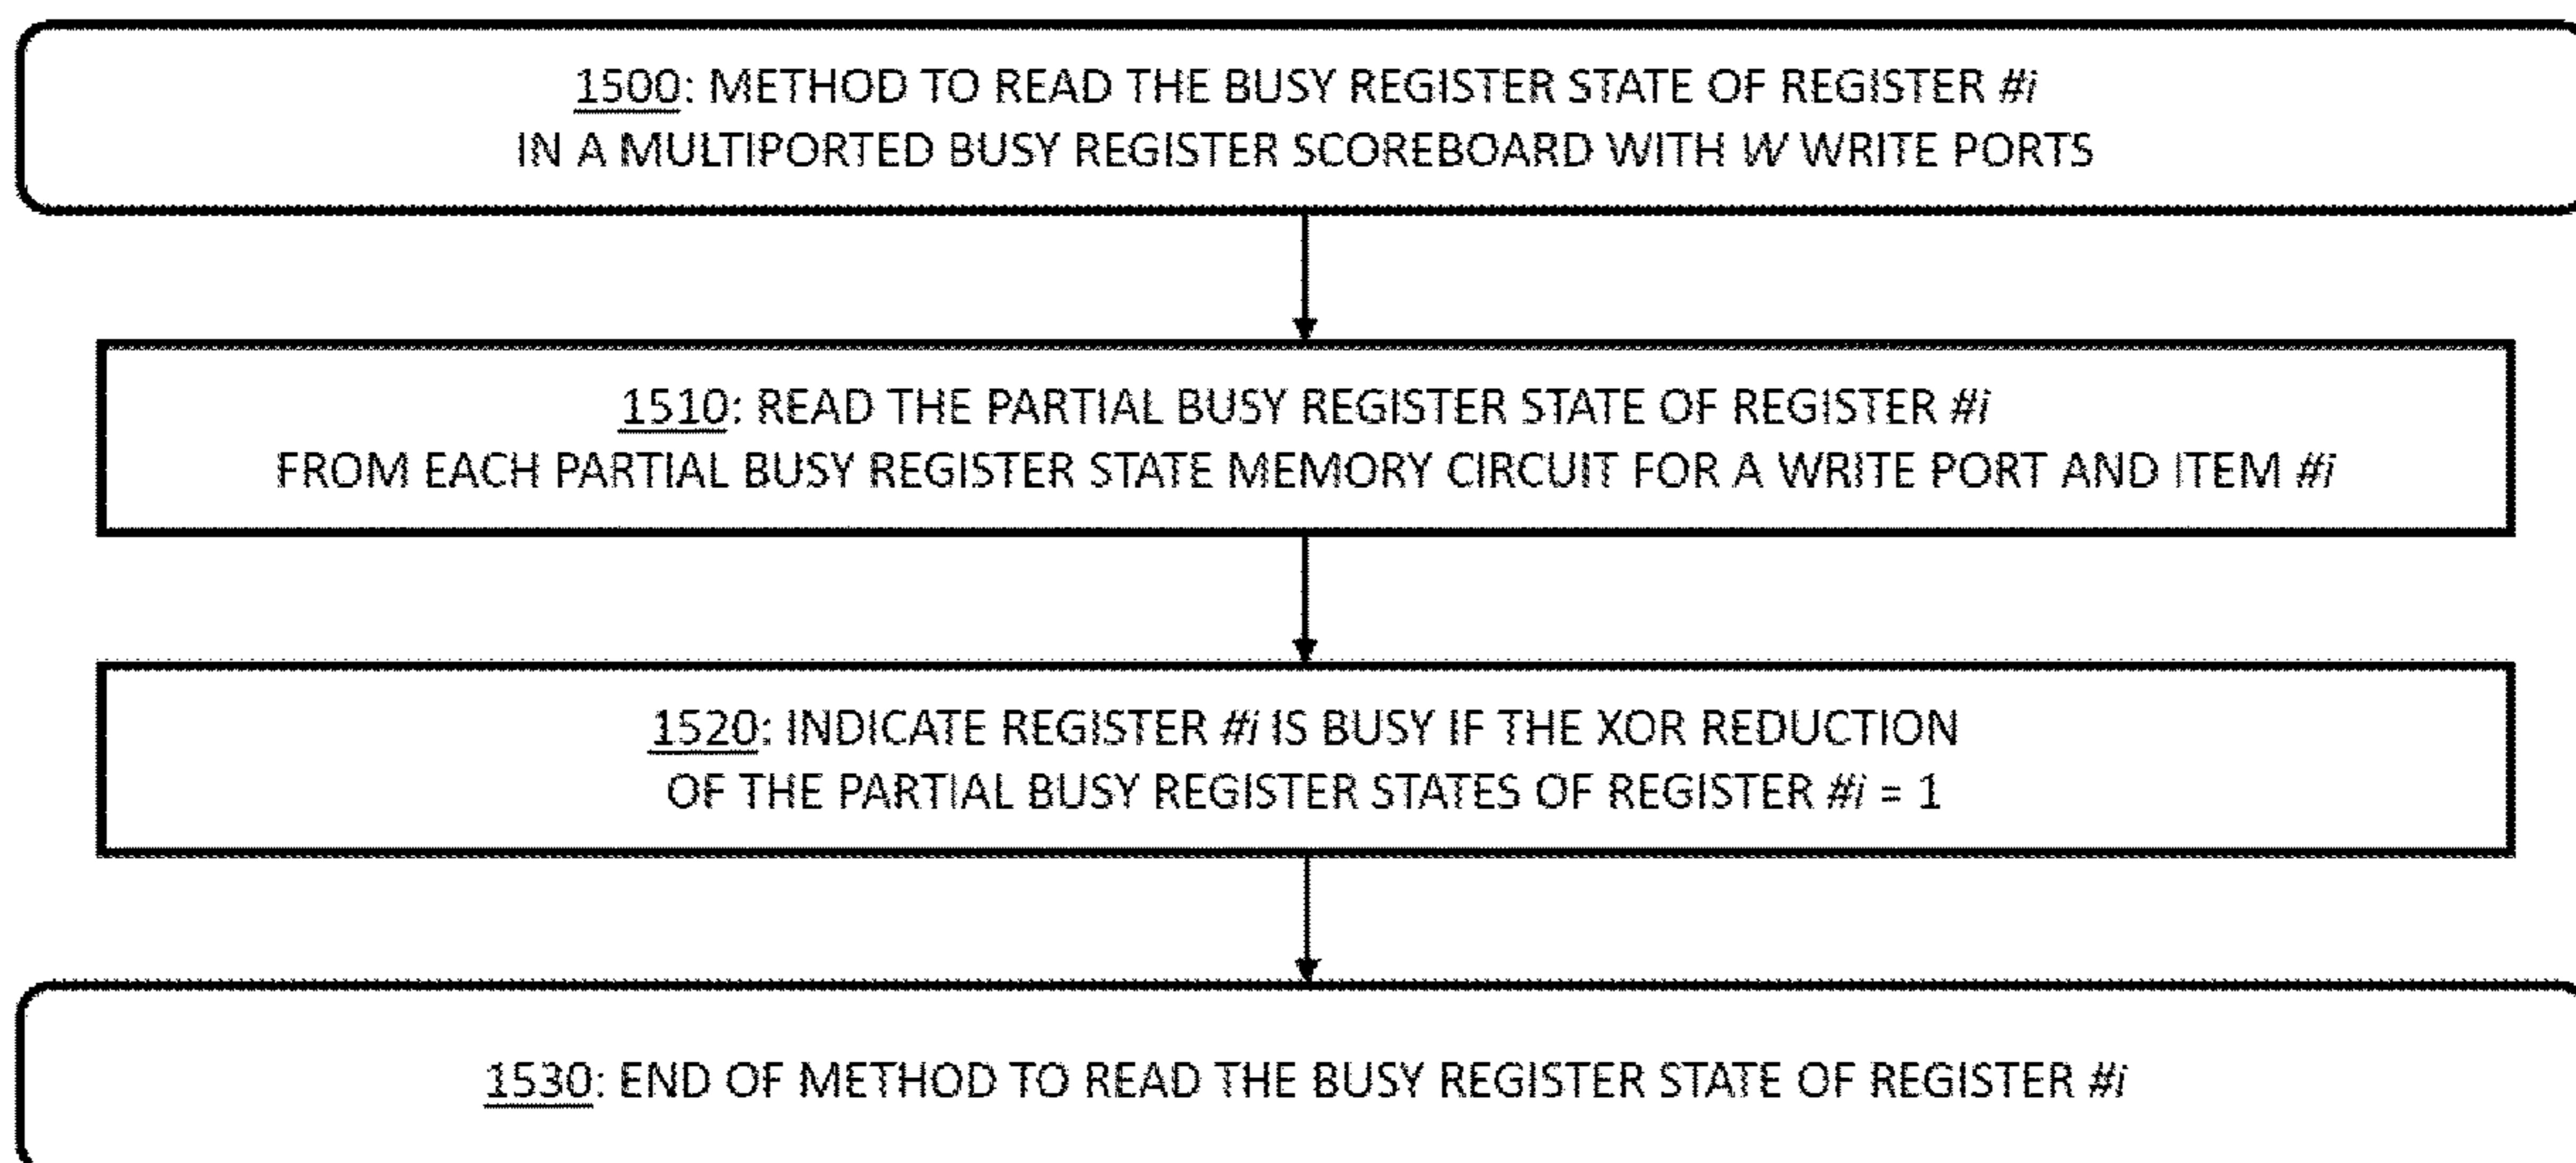 1500: METHOD TO READ THE BUSY REGISTER STATE OF REGISTER #i
IN A MULTIPORTED BUSY REGISTER SCOREBOARD WITH W WRITE PORTS
1510: READ THE PARTIAL BUSY REGISTER STATE OF REGISTER #i
FROM EACH PARTIAL BUSY REGISTER STATE MEMORY CIRCUIT FOR A WRITE PORT AND ITEM #i
1520: INDICATE REGISTER #i IS BUSY IF THE XOR REDUCTION
OF THE PARTIAL BUSY REGISTER STATES OF REGISTER #i = 1
1530: END OF METHOD TO READ THE BUSY REGISTER STATE OF REGISTER #i